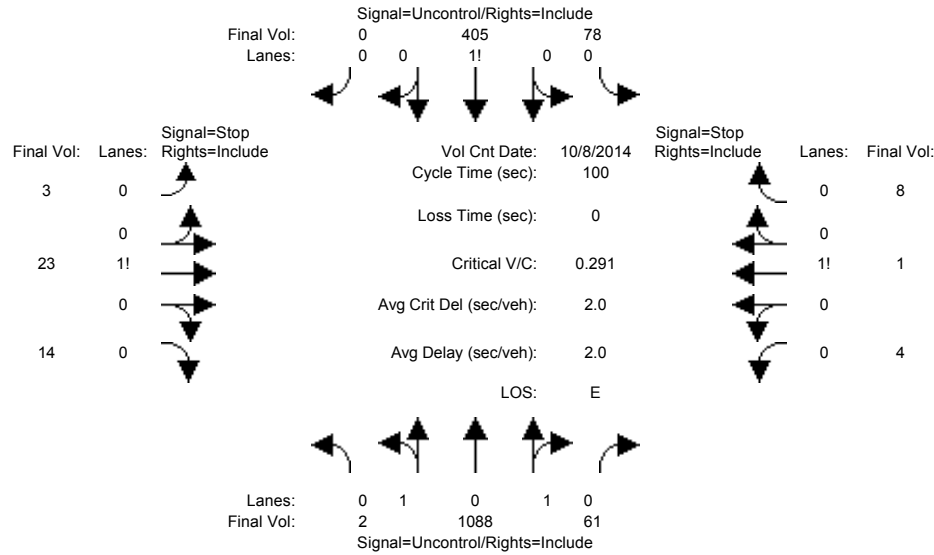 Signal=Uncontrol/Rights=Include
Final Vol: 0 405 78
Lanes: 0 0 1! 0 0
Signal=Stop Signal=Stop
Final Vol: Lanes: Rights=Include Vol Cnt Date: 10/8/2014 Rights=Include Lanes: Final Vol:
Cycle Time (sec): 100
3 0 0 8
Loss Time (sec): 0
0 0
23 1! Critical V/C: 0.291 1! 1
0 Avg Crit Del (sec/veh): 2.0 0
14 0 Avg Delay (sec/veh): 2.0 0 4
LOS: E
Lanes: 0 1 0 1 0
Final Vol: 2 1088 61
Signal=Uncontrol/Rights=Include